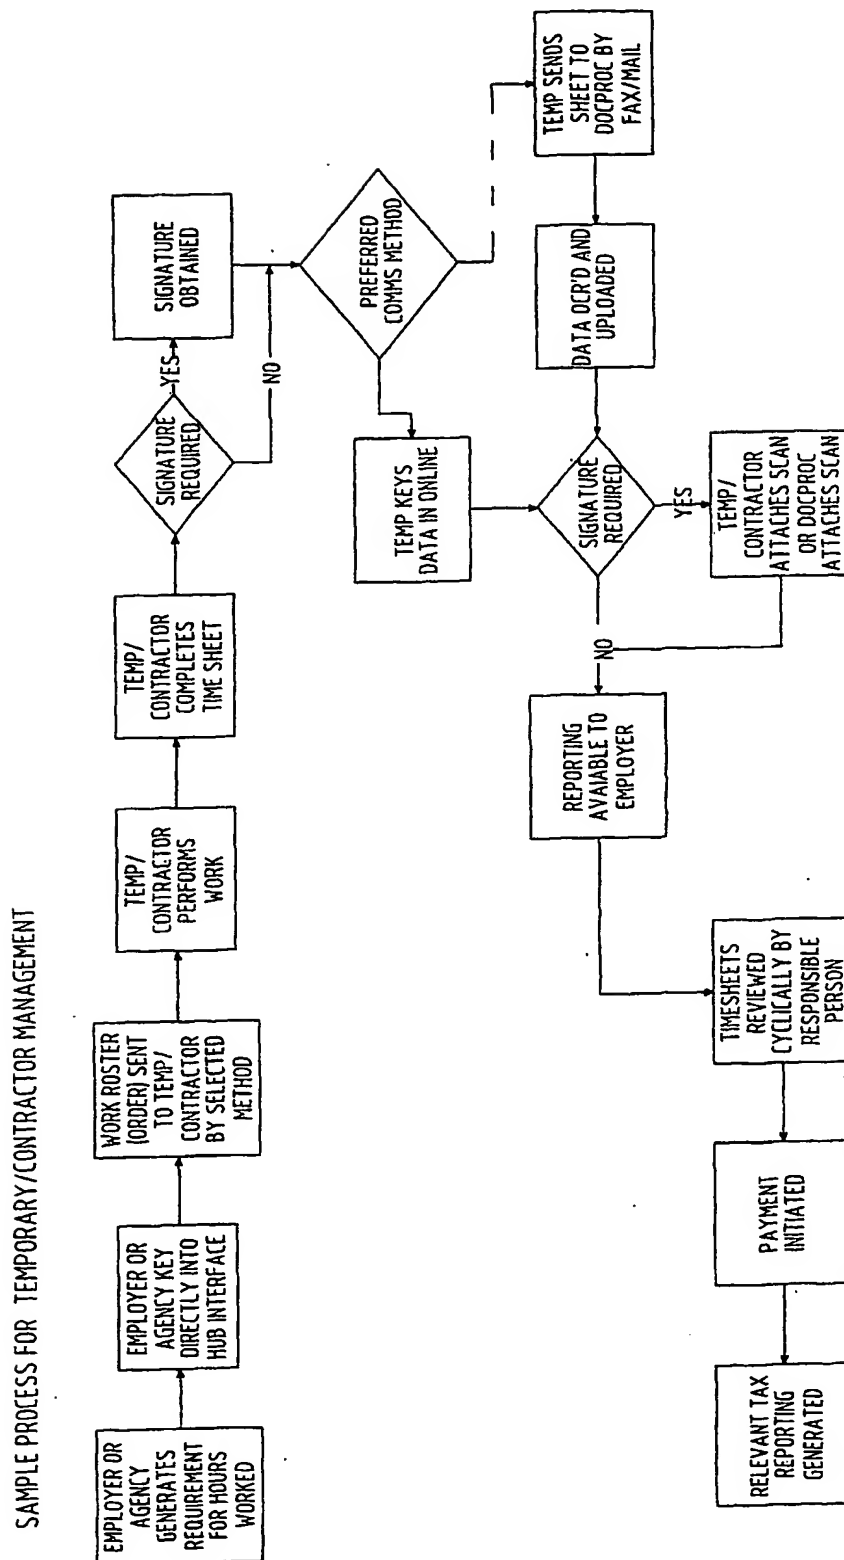 SAMPLE PROCESS FOR TEMPORARY/CONTRACTOR MANAGEMENT
EMPLOYER OR
AGENCY
GENERATES
REQUIREMENT
FOR HOURS
WORKED
EMPLOYER OR
AGENCY KEY
DIRECTLY INTO
HUB INTERFACE
WORK ROSTER
(ORDER) SENT
TO TEMP/
CONTRACTOR
BY SELECTED
METHOD
TEMP/
CONTRACTOR
PERFORMS
WORK
TEMP/
CONTRACTOR
COMPLETES
TIME SHEET
SIGNATURE
REQUIRED
YES
NO
SIGNATURE
OBTAINED
PREFERRED
COMMS METHOD
TEMP KEYS
DATA IN ONLINE
TEMP SENDS
SHEET TO
DOCPROC BY
FAX/MAIL
DATA OCR'D AND
UPLOADED
SIGNATURE
REQUIRED
YES
NO
TEMP/
CONTRACTOR
ATTACHES SCAN
OR DOCPROC
ATTACHES SCAN
REPORTING
AVAIABLE TO
EMPLOYER
TIMESHEETS
REVIEWED
CYCLICALLY BY
RESPONSIBLE
PERSON
PAYMENT
INITIATED
RELEVANT TAX
REPORTING
GENERATED